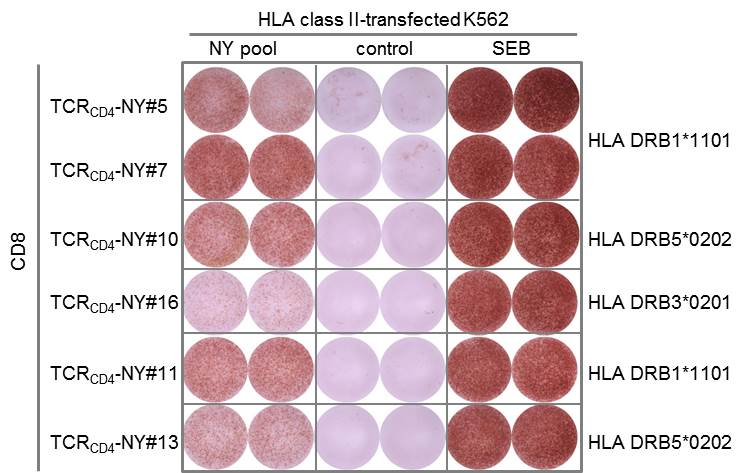 HLA class II-transfected K562
NY pool control SEB
TCRCD4-NY#5
HLA DRB1*1101
TCRCD4-NY#7
TCRCD4-NY#10 HLA DRB5*0202
CD8
TCRCD4-NY#16 HLA DRB3*0201
TCRCD4-NY#11 HLA DRB1*1101
TCRCD4-NY#13 HLA DRB5*0202